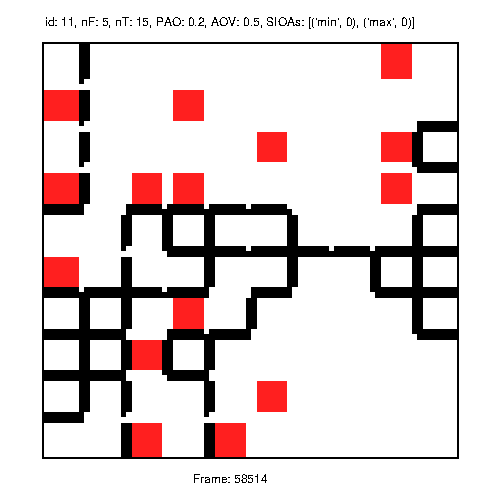 id: 11, nF: 5, nT: 15, PAO: 0.2, AOV: 0.5, SIOAs: [('min', 0), ('max', 0)]
Frame: 58514